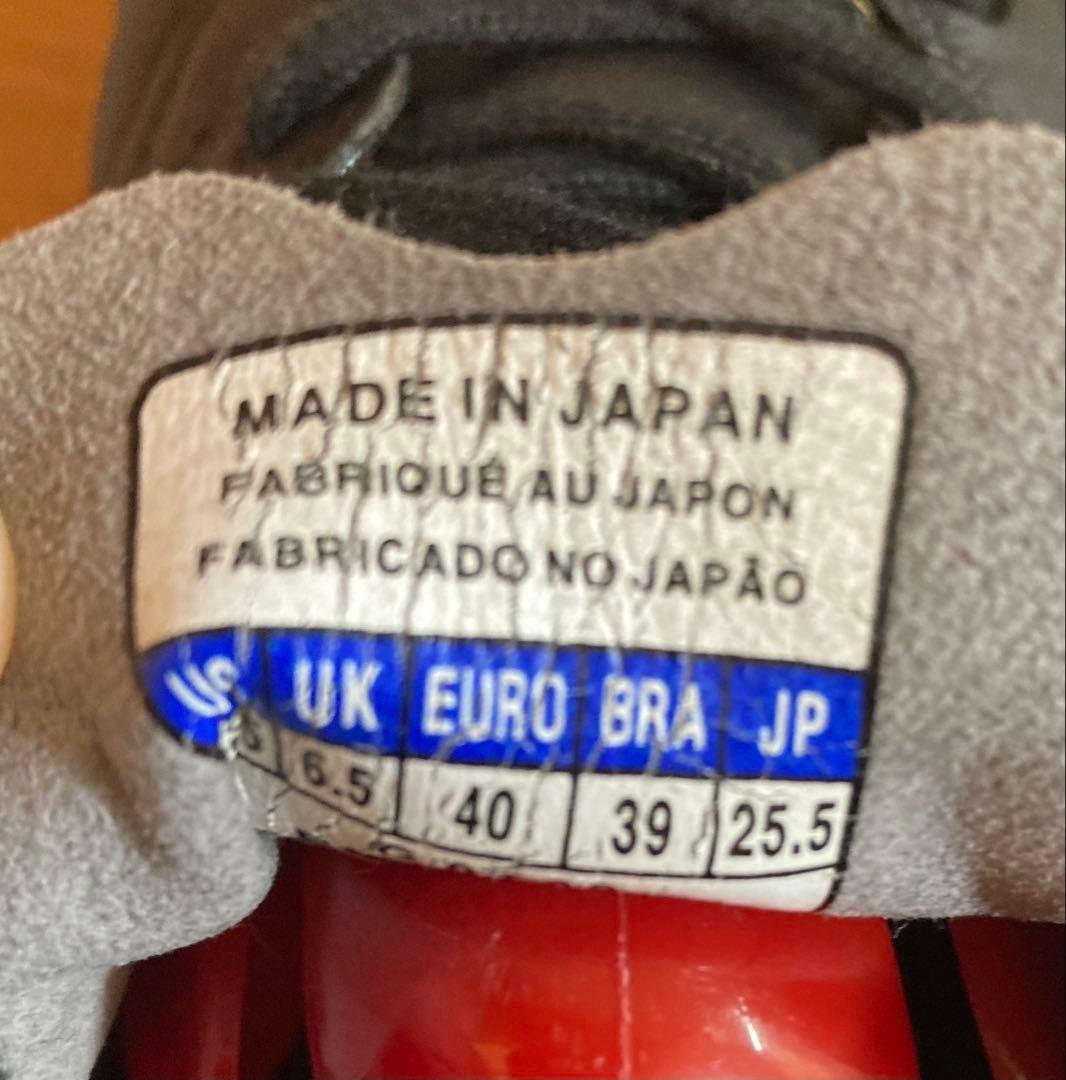 MADE IN JAPAN
FABRIQUÉ AU JAPON
FABRICADO NO JAPÃO
US UK EURO BRA JP
6.5 40 39 25.5